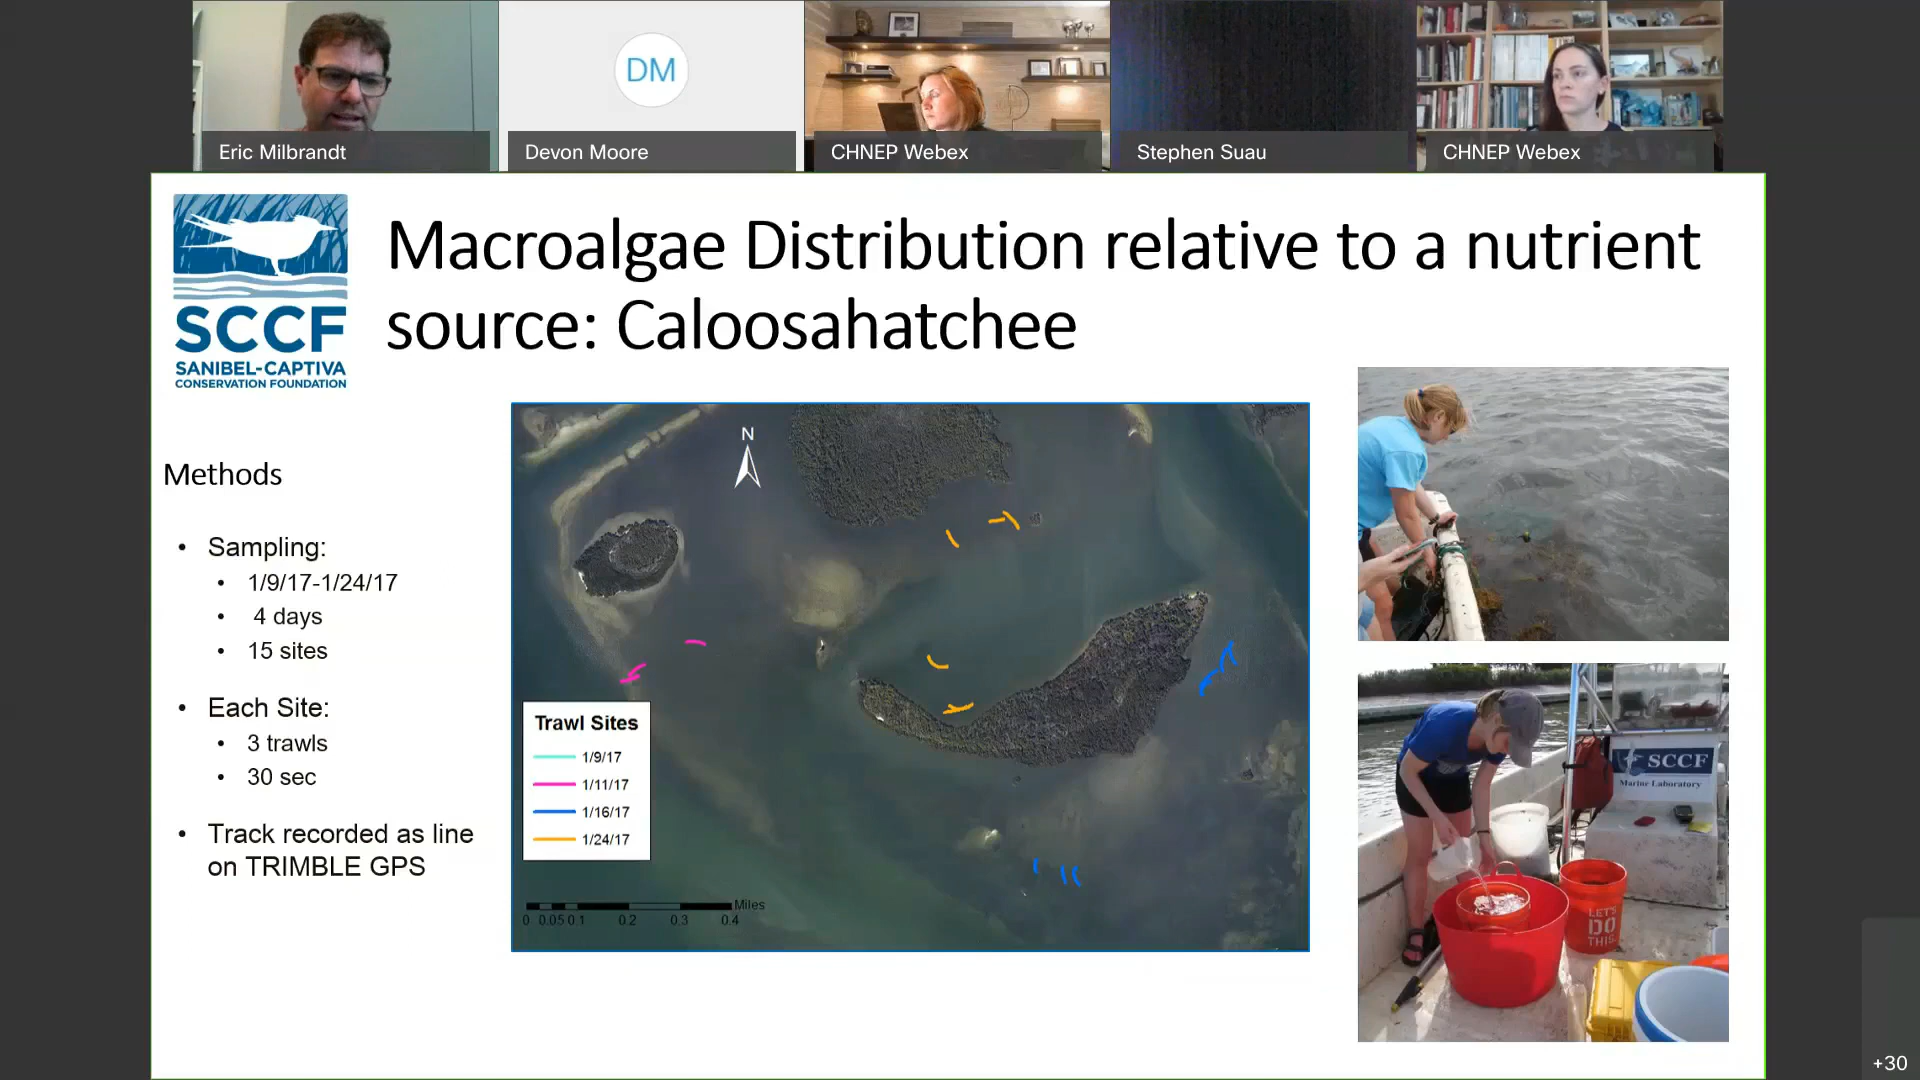 DM
Eric Milbrandt
Devon Moore
CHNEP Webex
Stephen Suau
CHNEP Webex
SCCF
SANIBEL-CAPTIVA
CONSERVATION FOUNDATION
Macroalgae Distribution relative to a nutrient
source: Caloosahatchee
Methods
• Sampling:
• 1/9/17-1/24/17
• 4 days
• 15 sites
• Each Site:
• 3 trawls
• 30 sec
• Track recorded as line
on TRIMBLE GPS
N
Trawl Sites
1/9/17
1/11/17
1/16/17
1/24/17
Miles
0 0.05 0.1 0.2 0.3 0.4
SCCF
Marine Laboratory
LET'S
DO
THIS.
+30